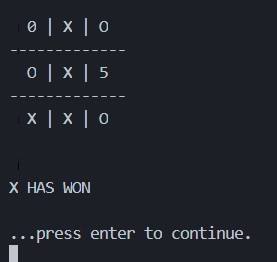 0 | X | O
-------------
O | X | 5
-------------
X | X | O
X HAS WON
...press enter to continue.